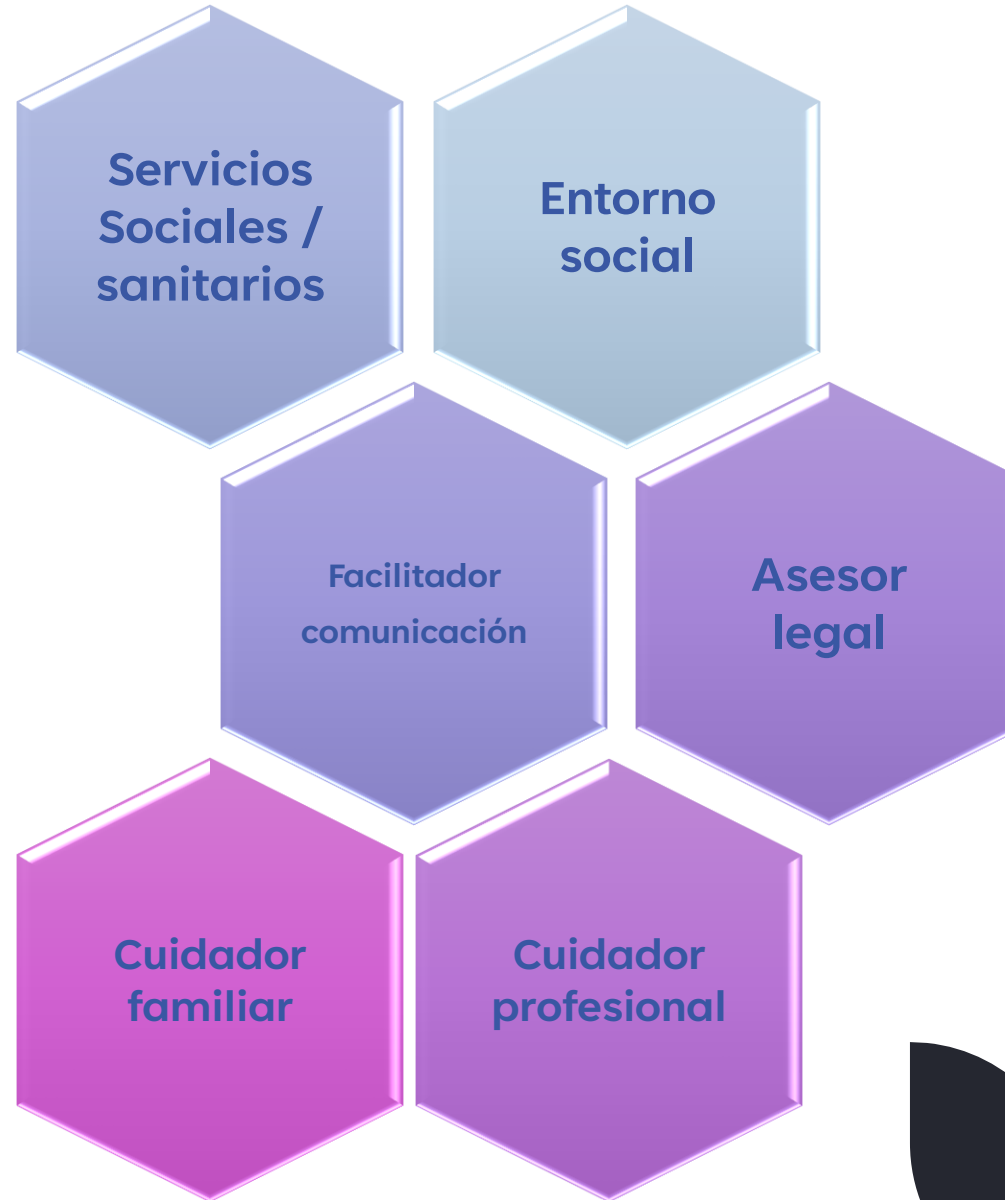 Servicios
Sociales /
sanitarios
Entorno
social
Facilitador
comunicación
Asesor
legal
Cuidador
familiar
Cuidador
profesional